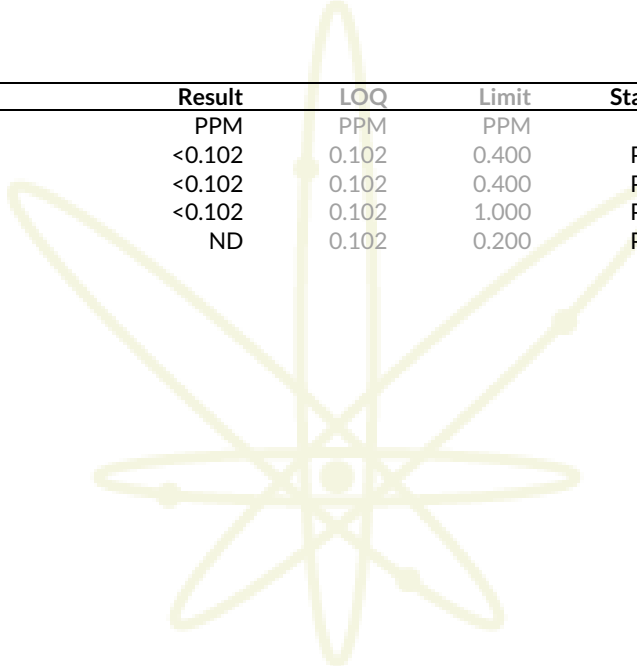 Result LOQ Limit Sta
PPM PPM PPM
<0.102 0.102 0.400 P
<0.102 0.102 0.400 P
<0.102 0.102 1.000 P
ND 0.102 0.200 P